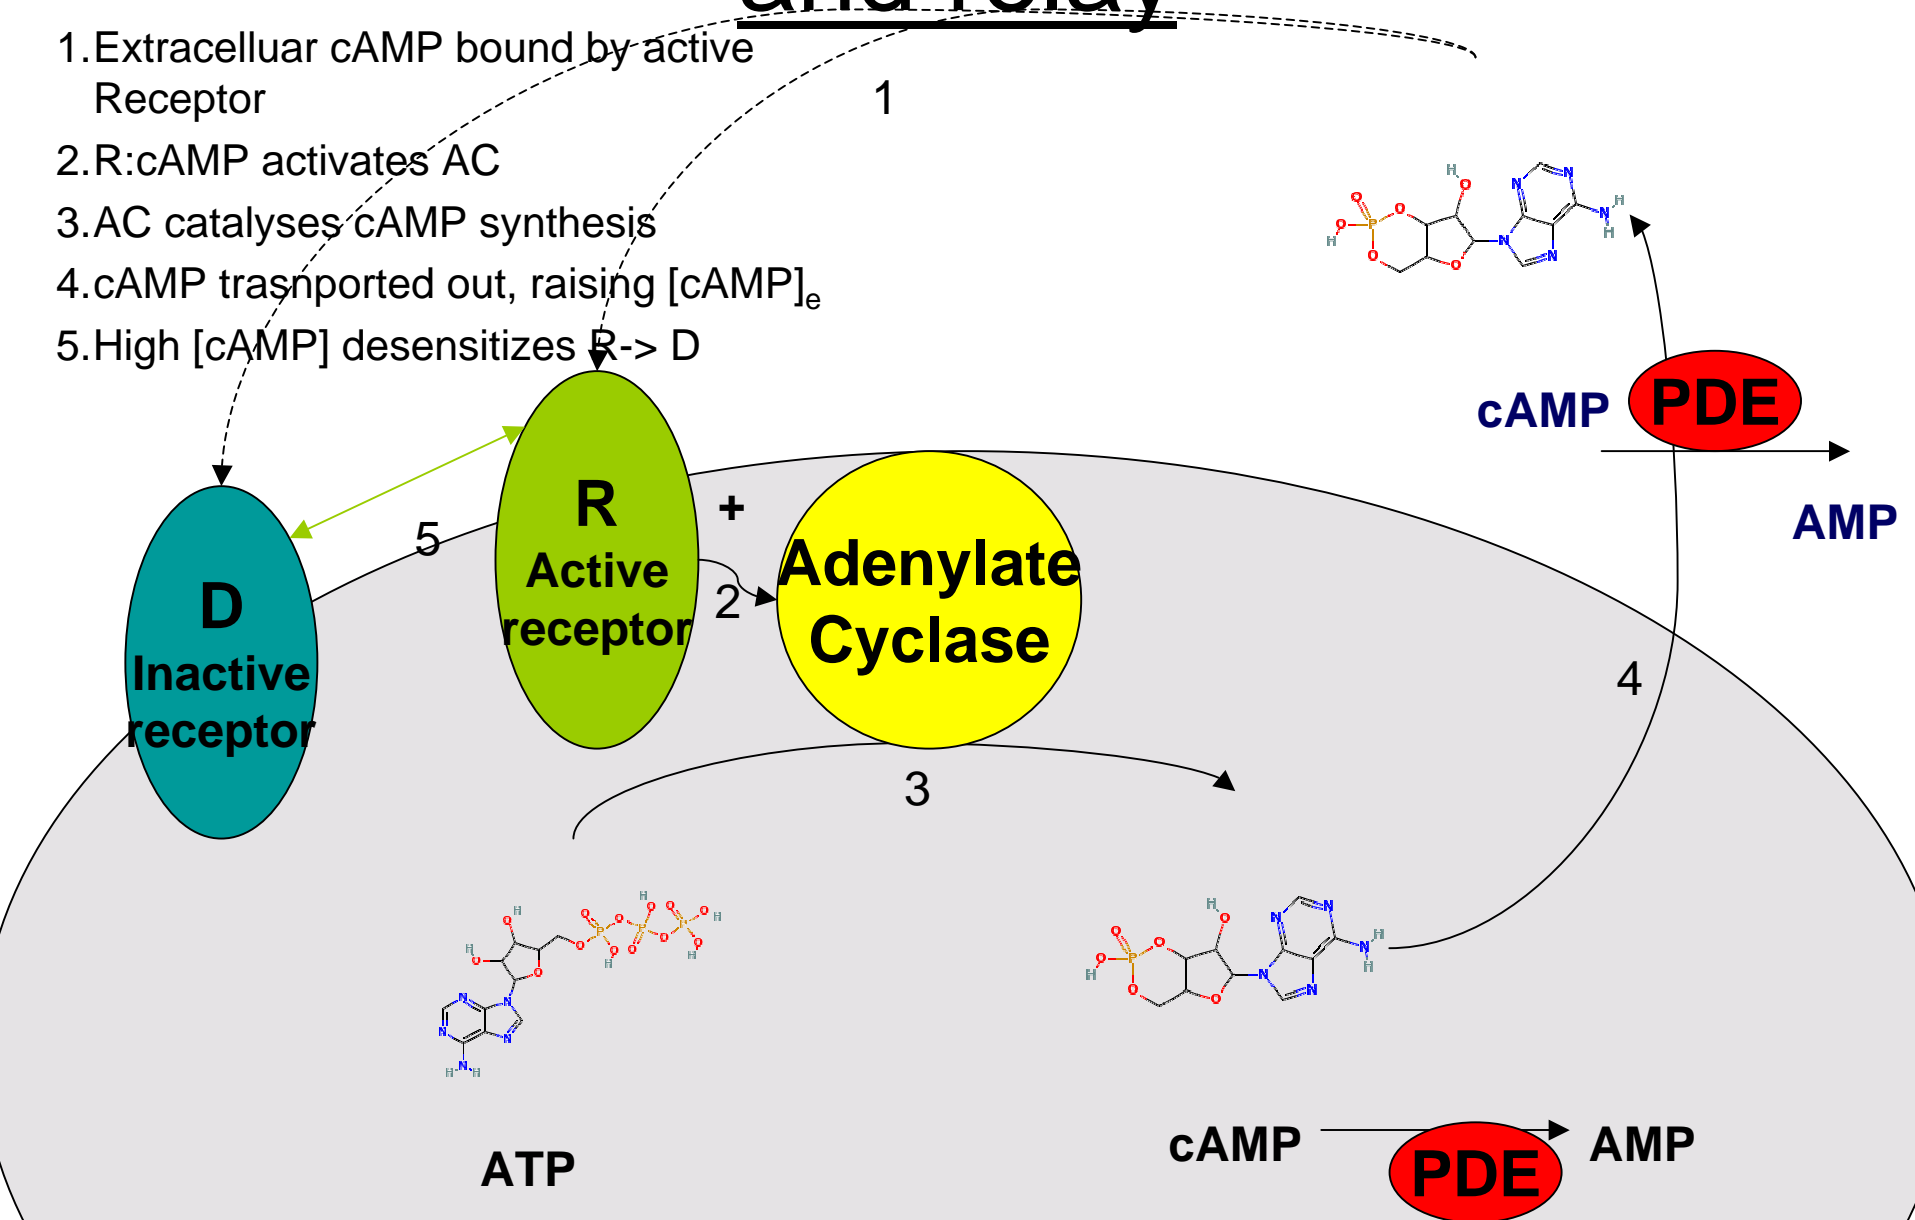 and relay
1.Extracelluar cAMP bound by active
Receptor
2.R:cAMP activates AC
3.AC catalyses cAMP synthesis
4.cAMP trasnported out, raising [cAMP]e
5.High [cAMP] desensitizes R-> D
1
cAMP
PDE
AMP
R
Active
receptor
+
2
5
D
Inactive
receptor
Adenylate
Cyclase
4
3
ATP
cAMP
PDE
AMP